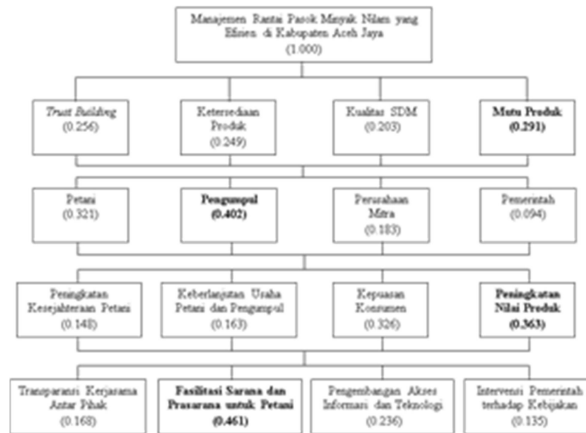 Manajemen Rantai Pasok Minyak Nilam yang
Efisien di Kabupaten Aceh Jaya
(1.000)
Trust Building
(0.256)
Ketersediaan
Produk
(0.249)
Kualitas SDM
(0.203)
Mutu Produk
(0.291)
Petani
(0.321)
Pengumpul
(0.402)
Perusahaan
Mitra
(0.183)
Pemerintah
(0.094)
Peningkatan
Kesejahteraan Petani
(0.148)
Keberlanjutan Usaha
Petani dan Pengumpul
(0.163)
Kepuasan
Konsumen
(0.326)
Peningkatan
Nilai Produk
(0.363)
Transparansi Kerjasama
Antar Pihak
(0.168)
Fasilitasi Sarana dan
Prasarana untuk Petani
(0.461)
Pengembangan Akses
Informasi dan Teknologi
(0.236)
Intervensi Pemerintah
terhadap Kebijakan
(0.135)